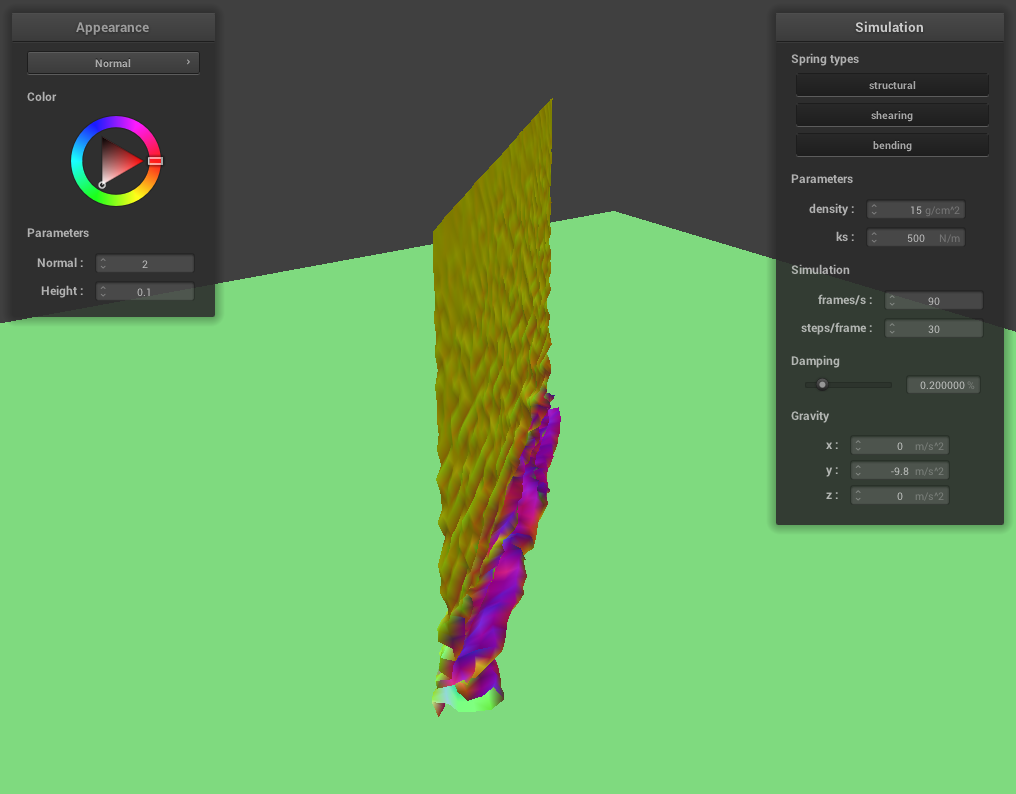 Appearance
Normal ›
Color
Parameters
Normal : 2
Height : 0.1
Simulation
Spring types
structural
shearing
bending
Parameters
density : 15 g/cm^2
ks : 500 N/m
Simulation
frames/s : 90
steps/frame : 30
Damping
0.200000 %
Gravity
x : 0 m/s^2
y : -9.8 m/s^2
z : 0 m/s^2